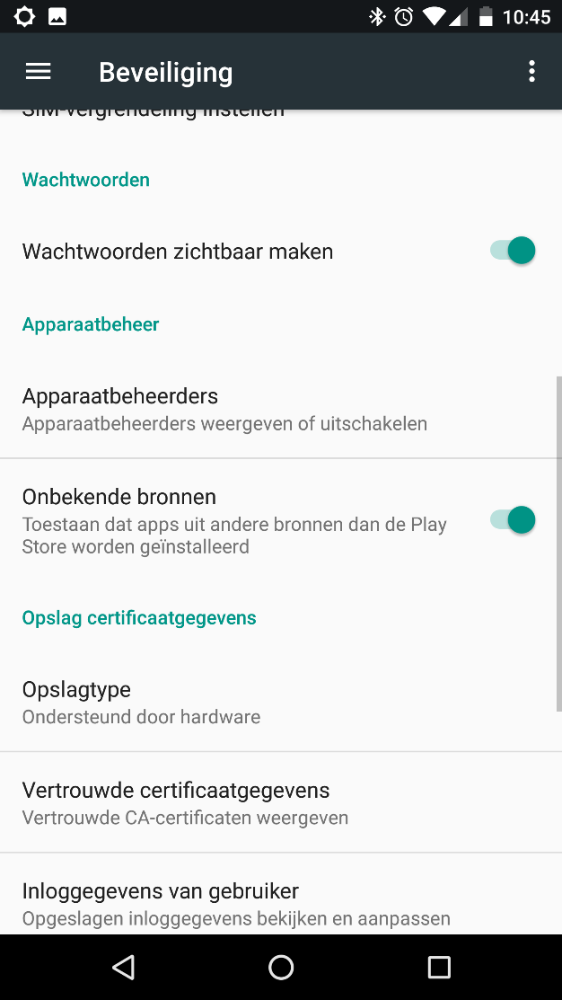 10:45
Beveiliging
SIM-vergrendeling instellen
Wachtwoorden
Wachtwoorden zichtbaar maken
Apparaatbeheer
Apparaatbeheerders
Apparaatbeheerders weergeven of uitschakelen
Onbekende bronnen
Toestaan dat apps uit andere bronnen dan de Play
Store worden geïnstalleerd
Opslag certificaatgegevens
Opslagtype
Ondersteund door hardware
Vertrouwde certificaatgegevens
Vertrouwde CA-certificaten weergeven
Inloggegevens van gebruiker
Opgeslagen inloggegevens bekijken en aanpassen